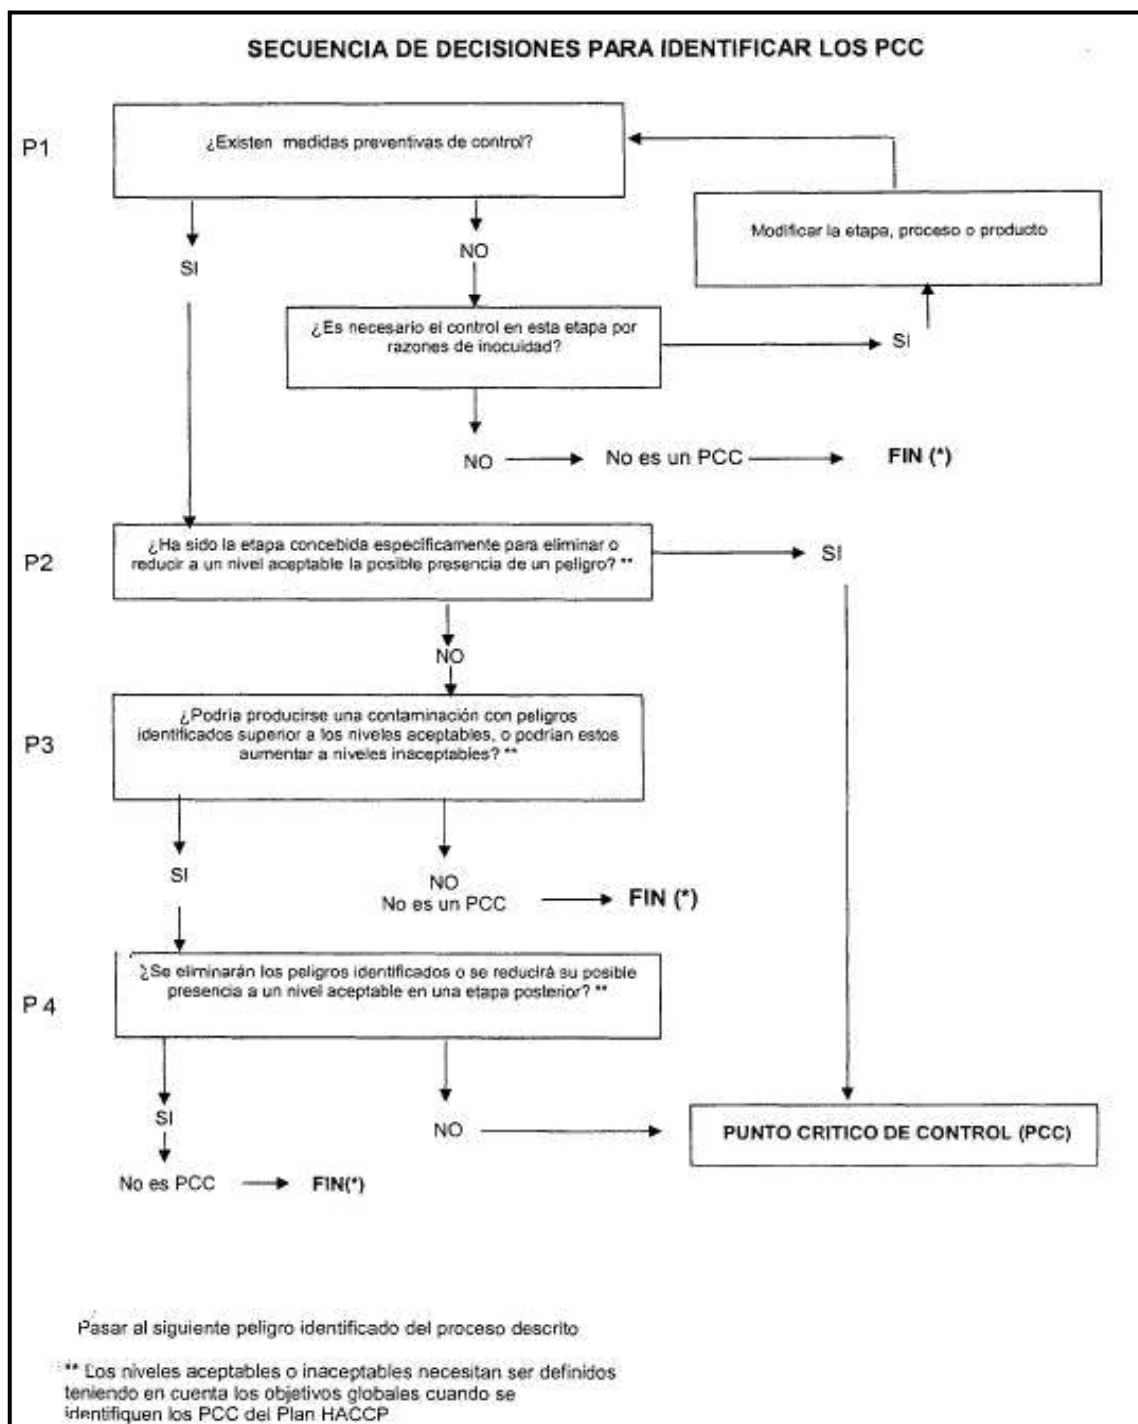 SECUENCIA DE DECISIONES PARA IDENTIFICAR LOS PCC
P1
¿Existen medidas preventivas de control?
Modificar la etapa, proceso o producto
SI
NO
¿Es necesario el control en esta etapa por
razones de inocuidad?
SI
NO
No es un PCC
FIN (*)
P2
¿Ha sido la etapa concebida específicamente para eliminar o
reducir a un nivel aceptable la posible presencia de un peligro? **
SI
NO
P3
¿Podría producirse una contaminación con peligros
identificados superior a los niveles aceptables, o podrían estos
aumentar a niveles inaceptables? **
SI
NO
No es un PCC
FIN (*)
P4
¿Se eliminarán los peligros identificados o se reducirá su posible
presencia a un nivel aceptable en una etapa posterior? **
SI
NO
PUNTO CRITICO DE CONTROL (PCC)
No es PCC
FIN(*)
Pasar al siguiente peligro identificado del proceso descrito
** Los niveles aceptables o inaceptables necesitan ser definidos
teniendo en cuenta los objetivos globales cuando se
identifiquen los PCC del Plan HACCP